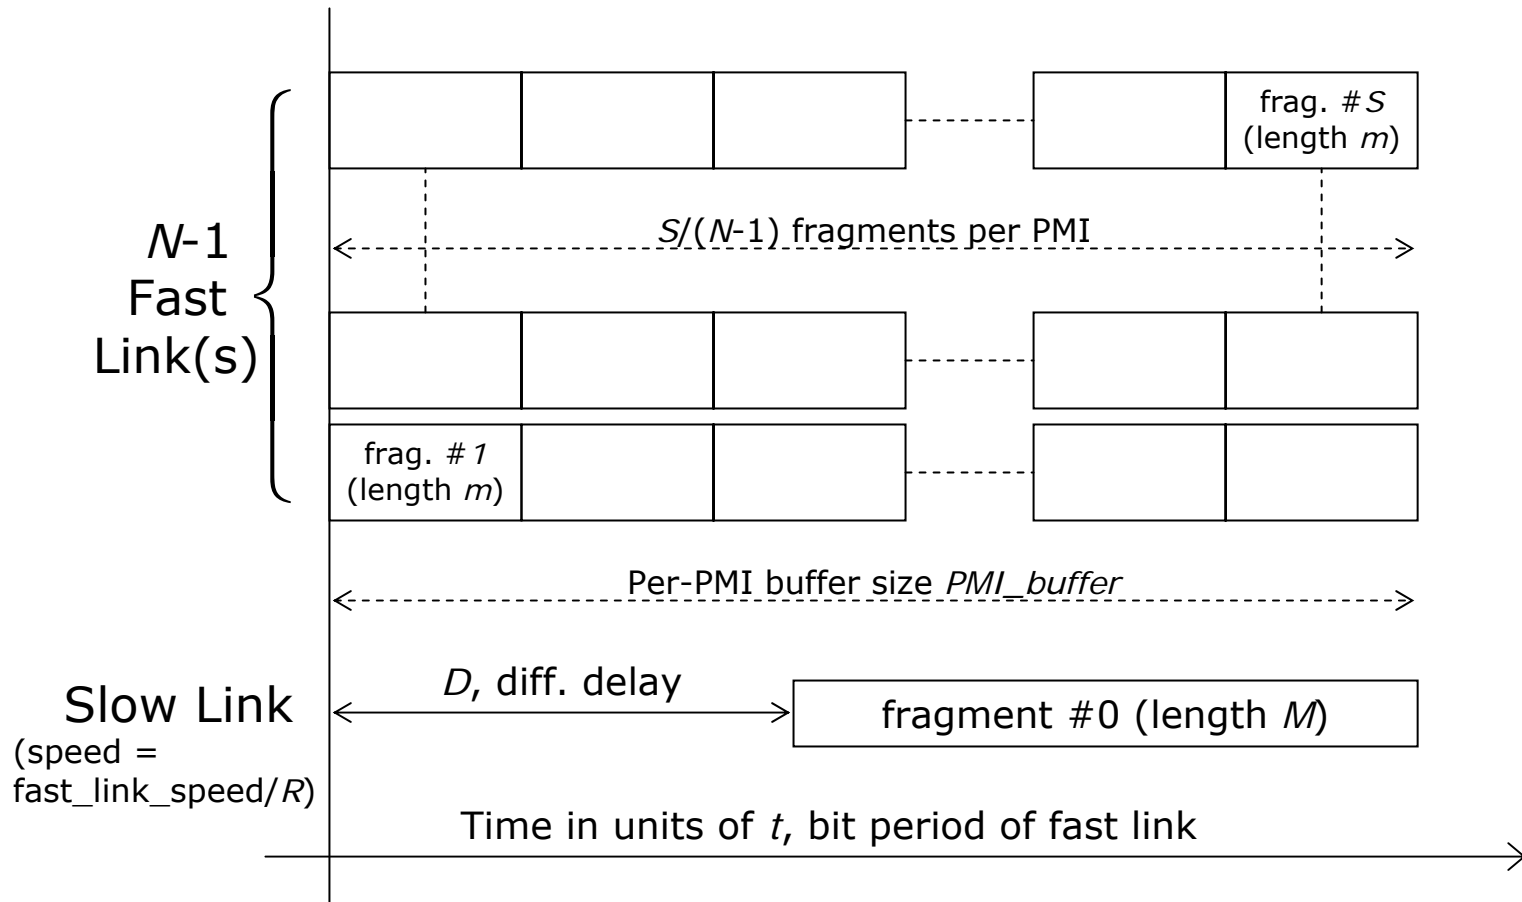 frag. #S
(length m)
S/(N-1) fragments per PMI
N-1
Fast
Link(s)
frag. #1
(length m)
Per-PMI buffer size PMI_buffer
D, diff. delay
Slow Link
(speed =
fast_link_speed/R)
fragment #0 (length M)
Time in units of t, bit period of fast link